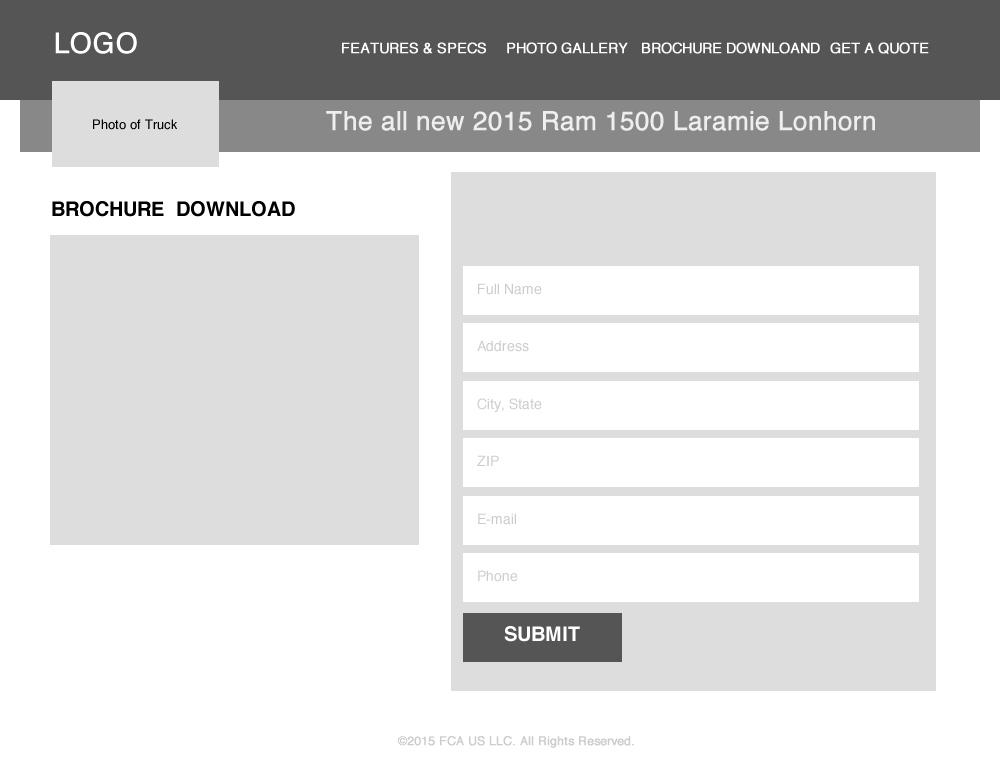 LOGO
FEATURES & SPECS PHOTO GALLERY BROCHURE DOWNLOAND GET A QUOTE
Photo of Truck
The all new 2015 Ram 1500 Laramie Lonhorn
BROCHURE DOWNLOAD
Full Name
Address
City, State
ZIP
E-mail
Phone
SUBMIT
©2015 FCA US LLC. All Rights Reserved.